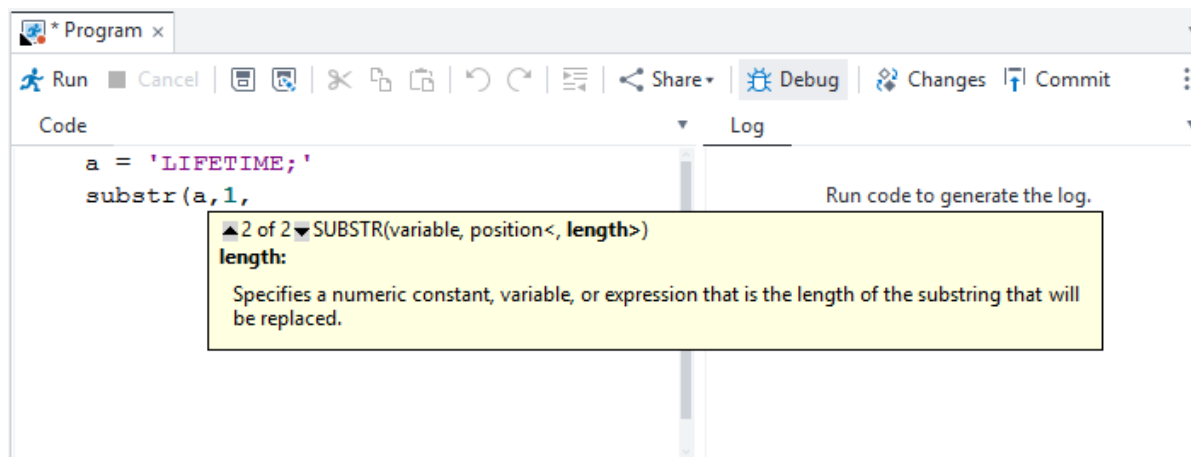 * Program ×
Run Cancel Share Debug Changes Commit
Code
Log
a = 'LIFETIME;'
substr(a,1,
Run code to generate the log.
2 of 2 SUBSTR(variable, position<, length>)
length:
Specifies a numeric constant, variable, or expression that is the length of the substring that will
be replaced.